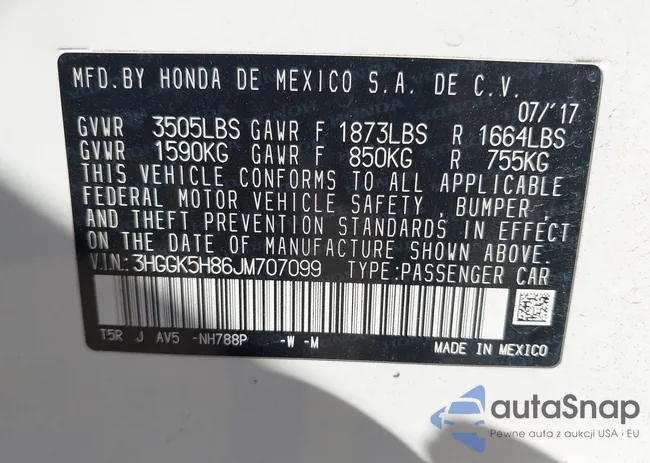 MFD.BY HONDA DE MEXICO S.A. DE C.V.
07/'17
GVWR 3505LBS GAWR F 1873LBS R 1664LBS
GVWR 1590KG GAWR F 850KG R 755KG
THIS VEHICLE CONFORMS TO ALL APPLICABLE
FEDERAL MOTOR VEHICLE SAFETY, BUMPER,
AND THEFT PREVENTION STANDARDS IN EFFECT
ON THE DATE OF MANUFACTURE SHOWN ABOVE.
V.I.N.:3HGGK5H86JM707099 TYPE:PASSENGER CAR
T5R J AV5 -NH788P -W -M
MADE IN MEXICO
autoSnap
Pewne auta z aukcji USA i EU